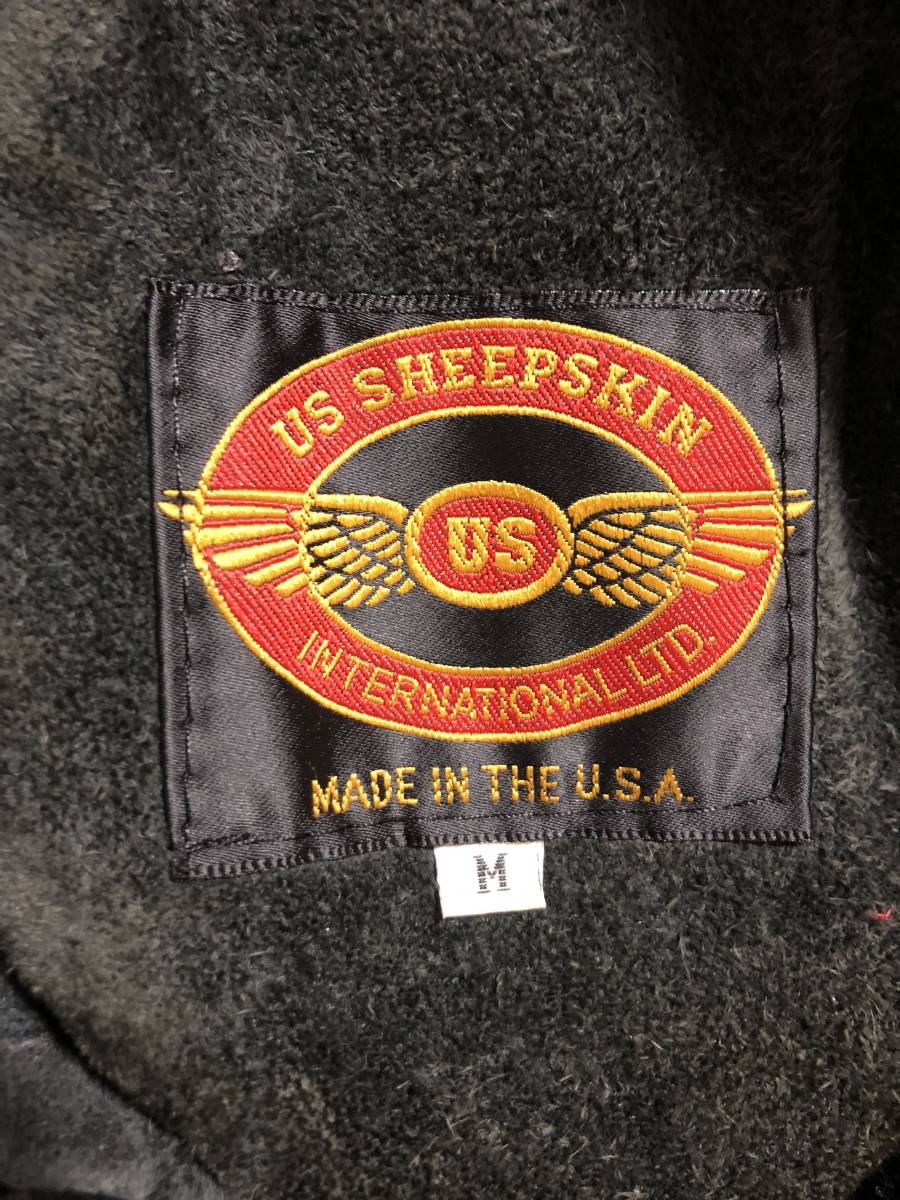 US SHEEPSKIN
US
INTERNATIONAL LTD.
MADE IN THE U.S.A.
M